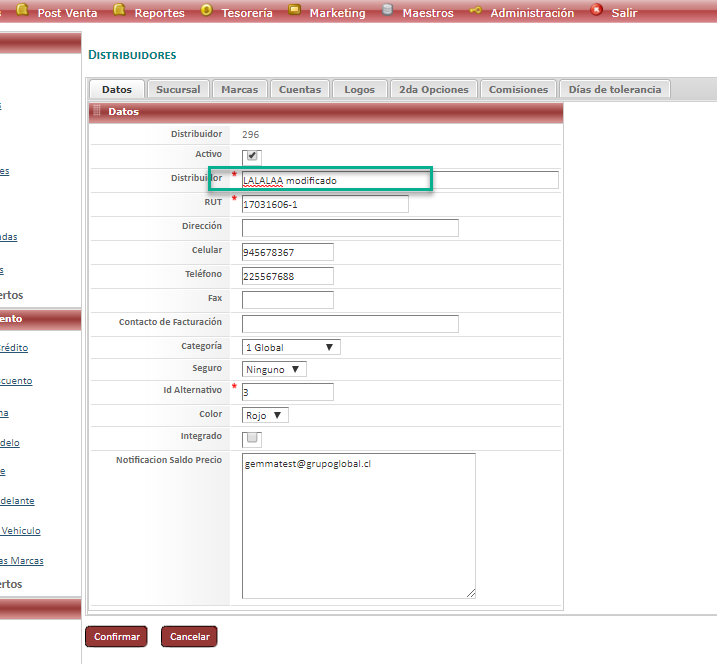 Post Venta Reportes Tesorería Marketing Maestros Administración Salir
DISTRIBUIDORES
Datos Sucursal Marcas Cuentas Logos 2da Opciones Comisiones Días de tolerancia
Datos
Distribuidor 296
Activo
Distribuidor * LALALAA modificado
RUT * 17031606-1
Dirección
Celular 945678367
Teléfono 225567688
Fax
Contacto de Facturación
Categoría 1 Global
Seguro Ninguno
Id Alternativo * 3
Color Rojo
Integrado
Notificacion Saldo Precio gemmatest@grupoglobal.cl
Confirmar Cancelar
s
es
das
s
ertos
ento
rédito
cuento
na
delo
e
delante
Vehiculo
as Marcas
ertos